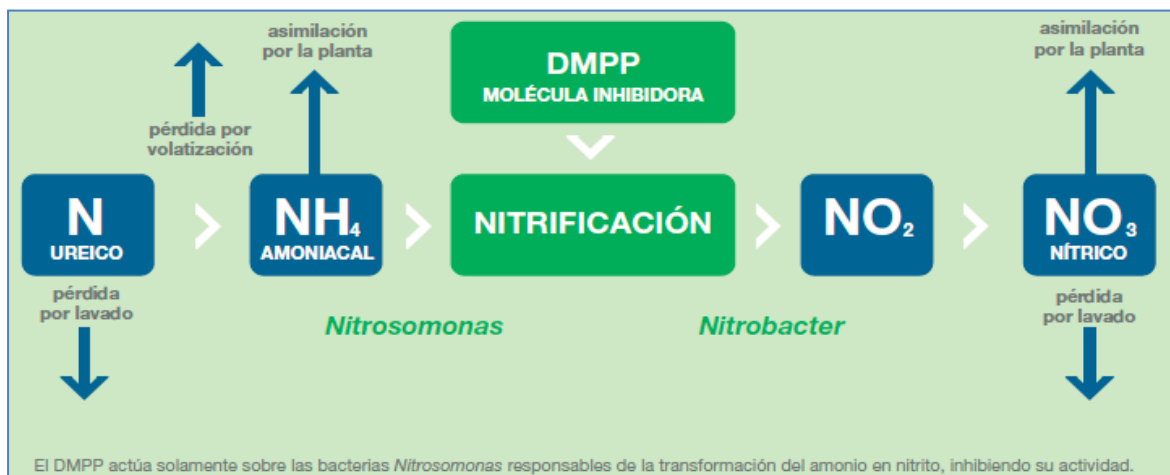 asimilación
por la planta
DMPP
MOLÉCULA INHIBIDORA
asimilación
por la planta
pérdida por
volatización
N
UREICO
NH₄
AMONIACAL
NITRIFICACIÓN
NO₂
NO₃
NÍTRICO
pérdida
por lavado
Nitrosomonas
Nitrobacter
pérdida
por lavado
El DMPP actúa solamente sobre las bacterias Nitrosomonas responsables de la transformación del amonio en nitrito, inhibiendo su actividad.